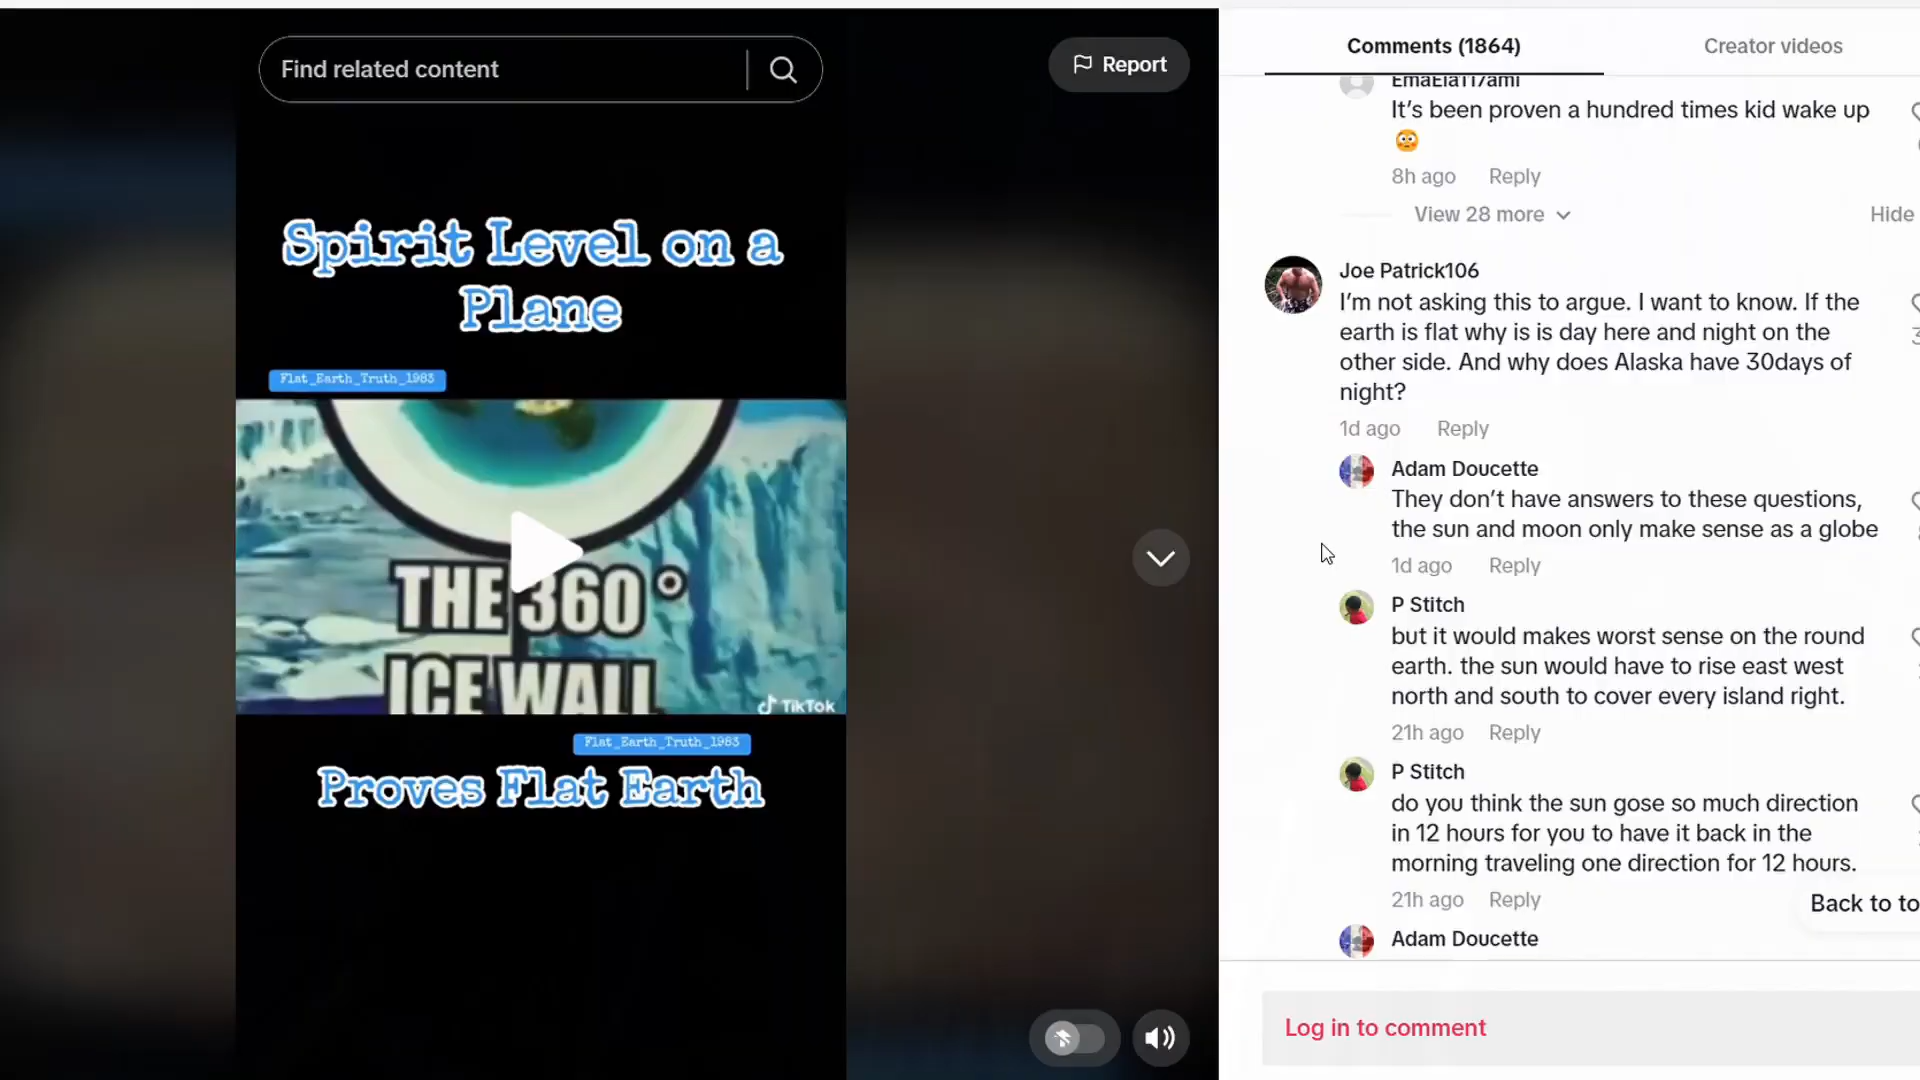 Find related content
Report
Spirit Level on a
Plane
Flat_Earth_Truth_1983
THE 360°
ICE WALL
TikTok
Flat_Earth_Truth_1983
Proves Flat Earth
Comments (1864)
Creator videos
It's been proven a hundred times kid wake up
😳
8h ago Reply
View 28 more
Hide
Joe Patrick106
I'm not asking this to argue. I want to know. If the
earth is flat why is is day here and night on the
other side. And why does Alaska have 30days of
night?
1d ago Reply
Adam Doucette
They don't have answers to these questions,
the sun and moon only make sense as a globe
1d ago Reply
P Stitch
but it would makes worst sense on the round
earth. the sun would have to rise east west
north and south to cover every island right.
21h ago Reply
P Stitch
do you think the sun gose so much direction
in 12 hours for you to have it back in the
morning traveling one direction for 12 hours.
21h ago Reply
Back to to
Adam Doucette
Log in to comment